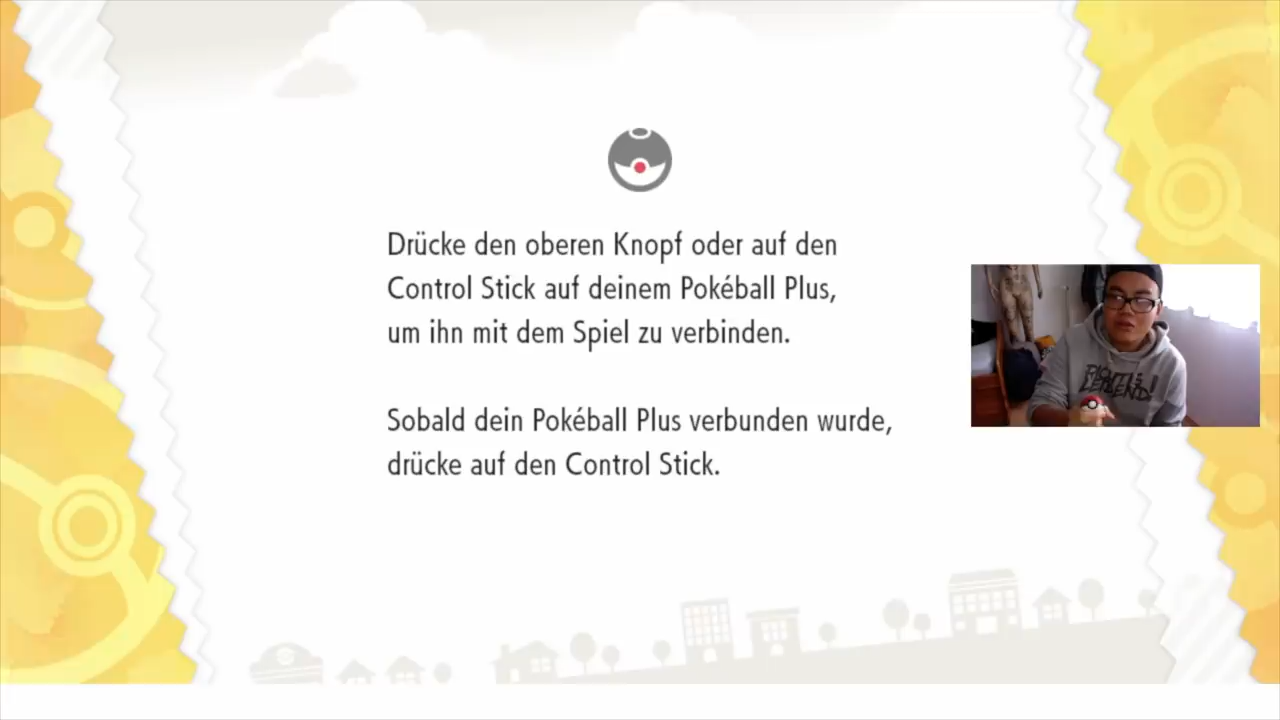 Drücke den oberen Knopf oder auf den
Control Stick auf deinem Pokéball Plus,
um ihn mit dem Spiel zu verbinden.
Sobald dein Pokéball Plus verbunden wurde,
drücke auf den Control Stick.